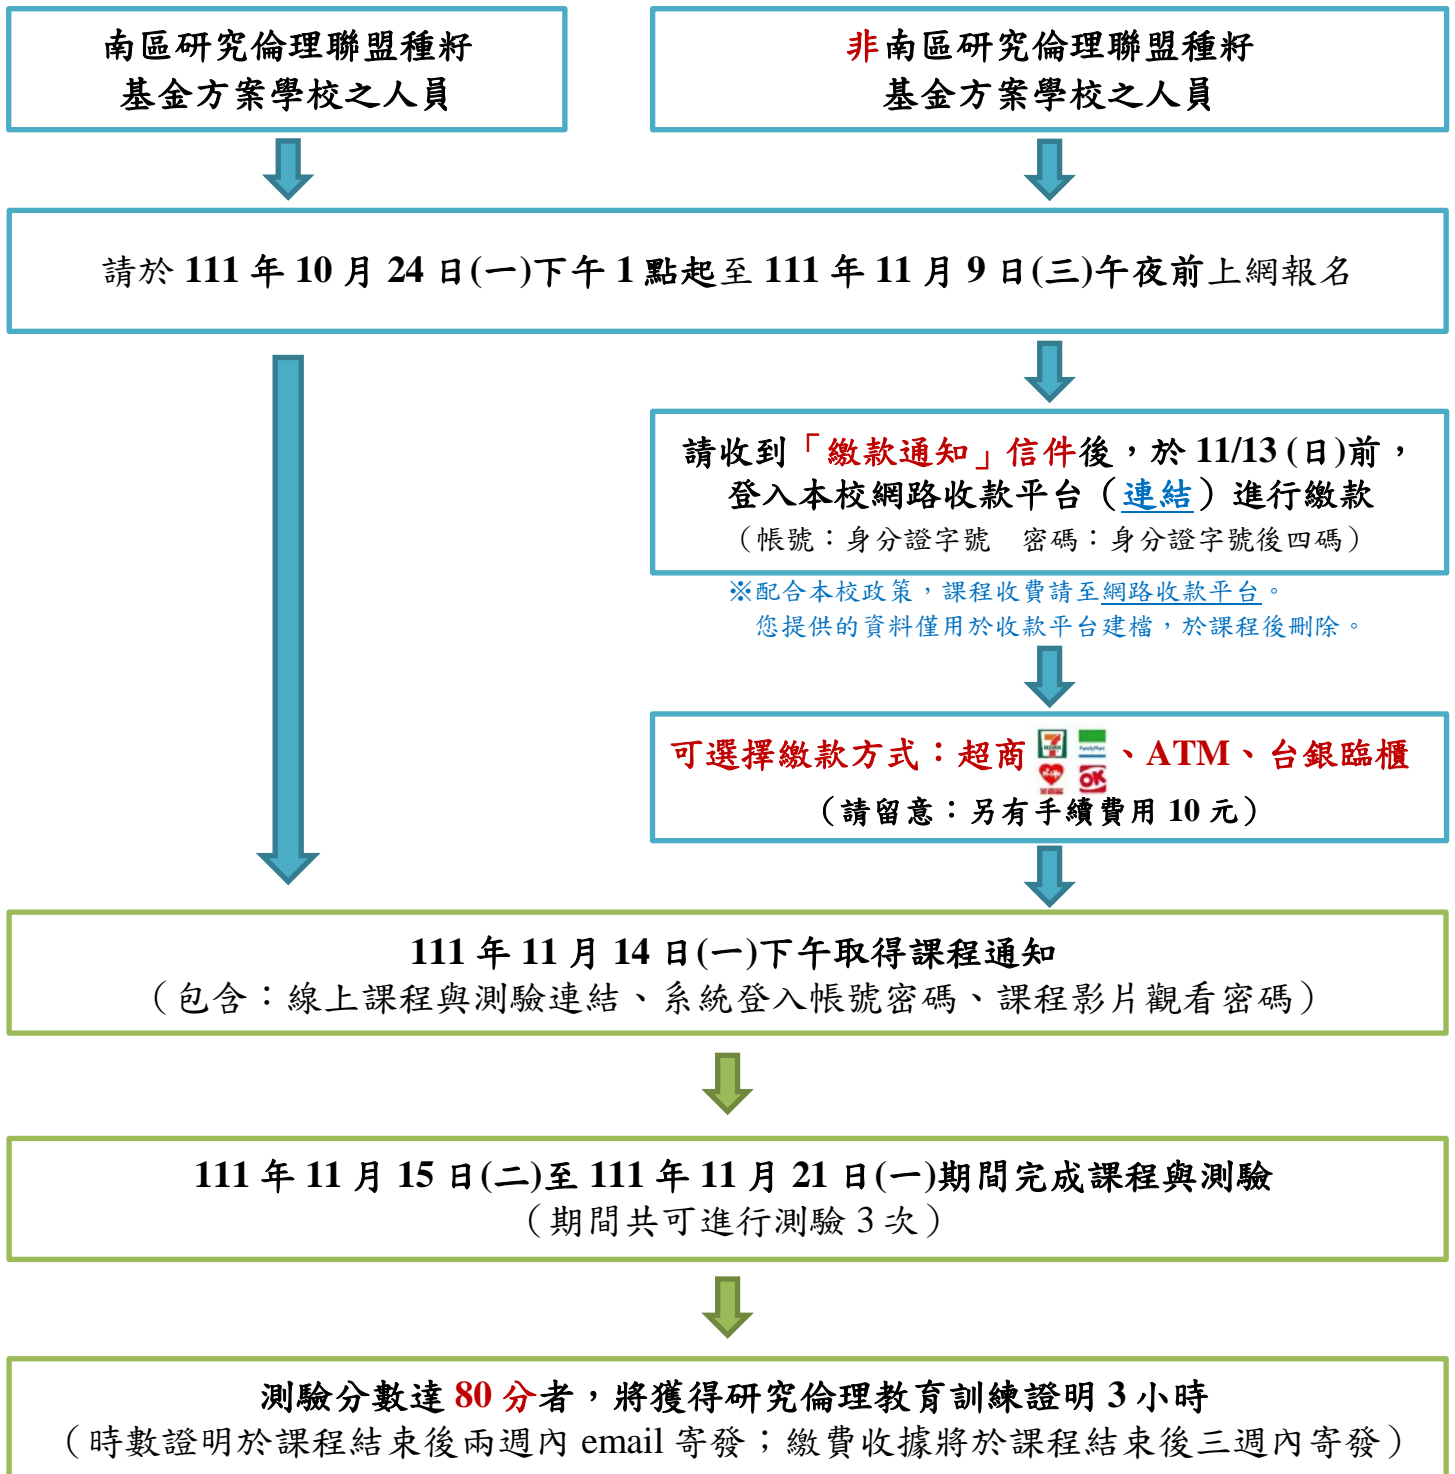 南區研究倫理聯盟種籽
基金方案學校之人員
非南區研究倫理聯盟種籽
基金方案學校之人員
請於 111 年 10 月 24 日(一)下午 1 點起至 111 年 11 月 9 日(三)午夜前上網報名
請收到「繳款通知」信件後，於 11/13 (日)前，
登入本校網路收款平台（連結）進行繳款
（帳號：身分證字號　密碼：身分證字號後四碼）
※配合本校政策，課程收費請至網路收款平台。
您提供的資料僅用於收款平台建檔，於課程後刪除。
可選擇繳款方式：超商 7 ELEVEN FamilyMart Life OK 、ATM、台銀臨櫃
（請留意：另有手續費用 10 元）
111 年 11 月 14 日(一)下午取得課程通知
（包含：線上課程與測驗連結、系統登入帳號密碼、課程影片觀看密碼）
111 年 11 月 15 日(二)至 111 年 11 月 21 日(一)期間完成課程與測驗
（期間共可進行測驗 3 次）
測驗分數達 80 分者，將獲得研究倫理教育訓練證明 3 小時
（時數證明於課程結束後兩週內 email 寄發；繳費收據將於課程結束後三週內寄發）